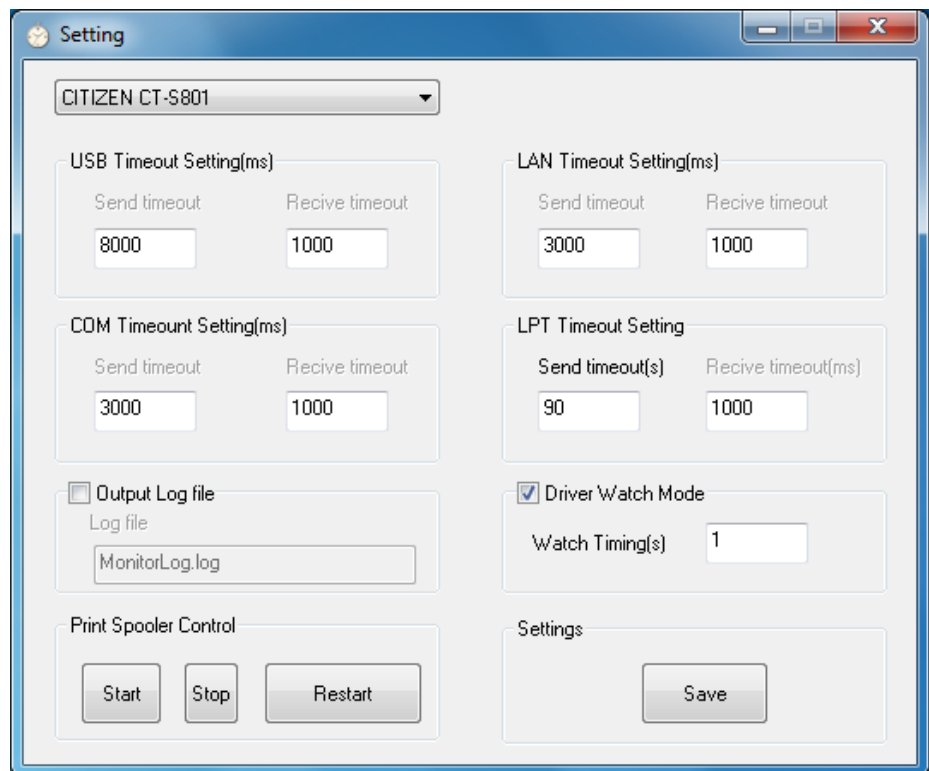 Setting
CITIZEN CT-S801
USB Timeout Setting(ms)
Send timeout
Recive timeout
8000
1000
LAN Timeout Setting(ms)
Send timeout
Recive timeout
3000
1000
COM Timeount Setting(ms)
Send timeout
Recive timeout
3000
1000
LPT Timeout Setting
Send timeout(s)
Recive timeout(ms)
90
1000
Output Log file
Log file
MonitorLog.log
Driver Watch Mode
Watch Timing(s)
1
Print Spooler Control
Start
Stop
Restart
Settings
Save